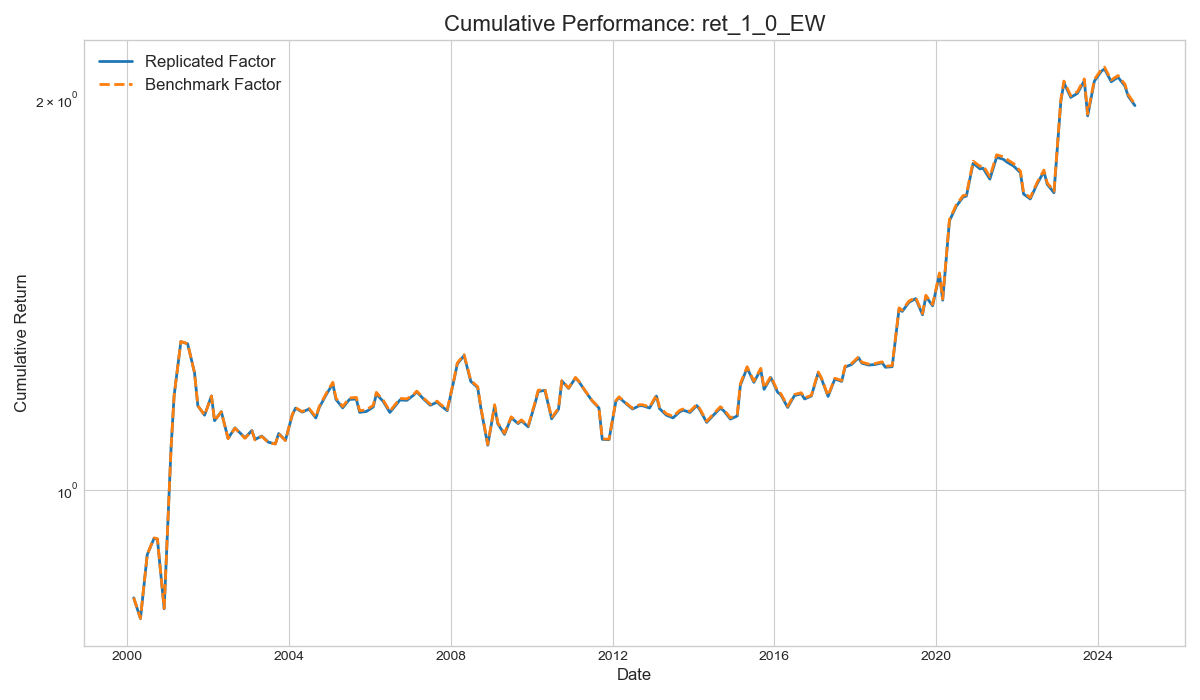 Cumulative Performance: ret_1_0_EW
Replicated Factor
Benchmark Factor
2 × 10⁰
10⁰
Cumulative Return
2000 2004 2008 2012 2016 2020 2024
Date